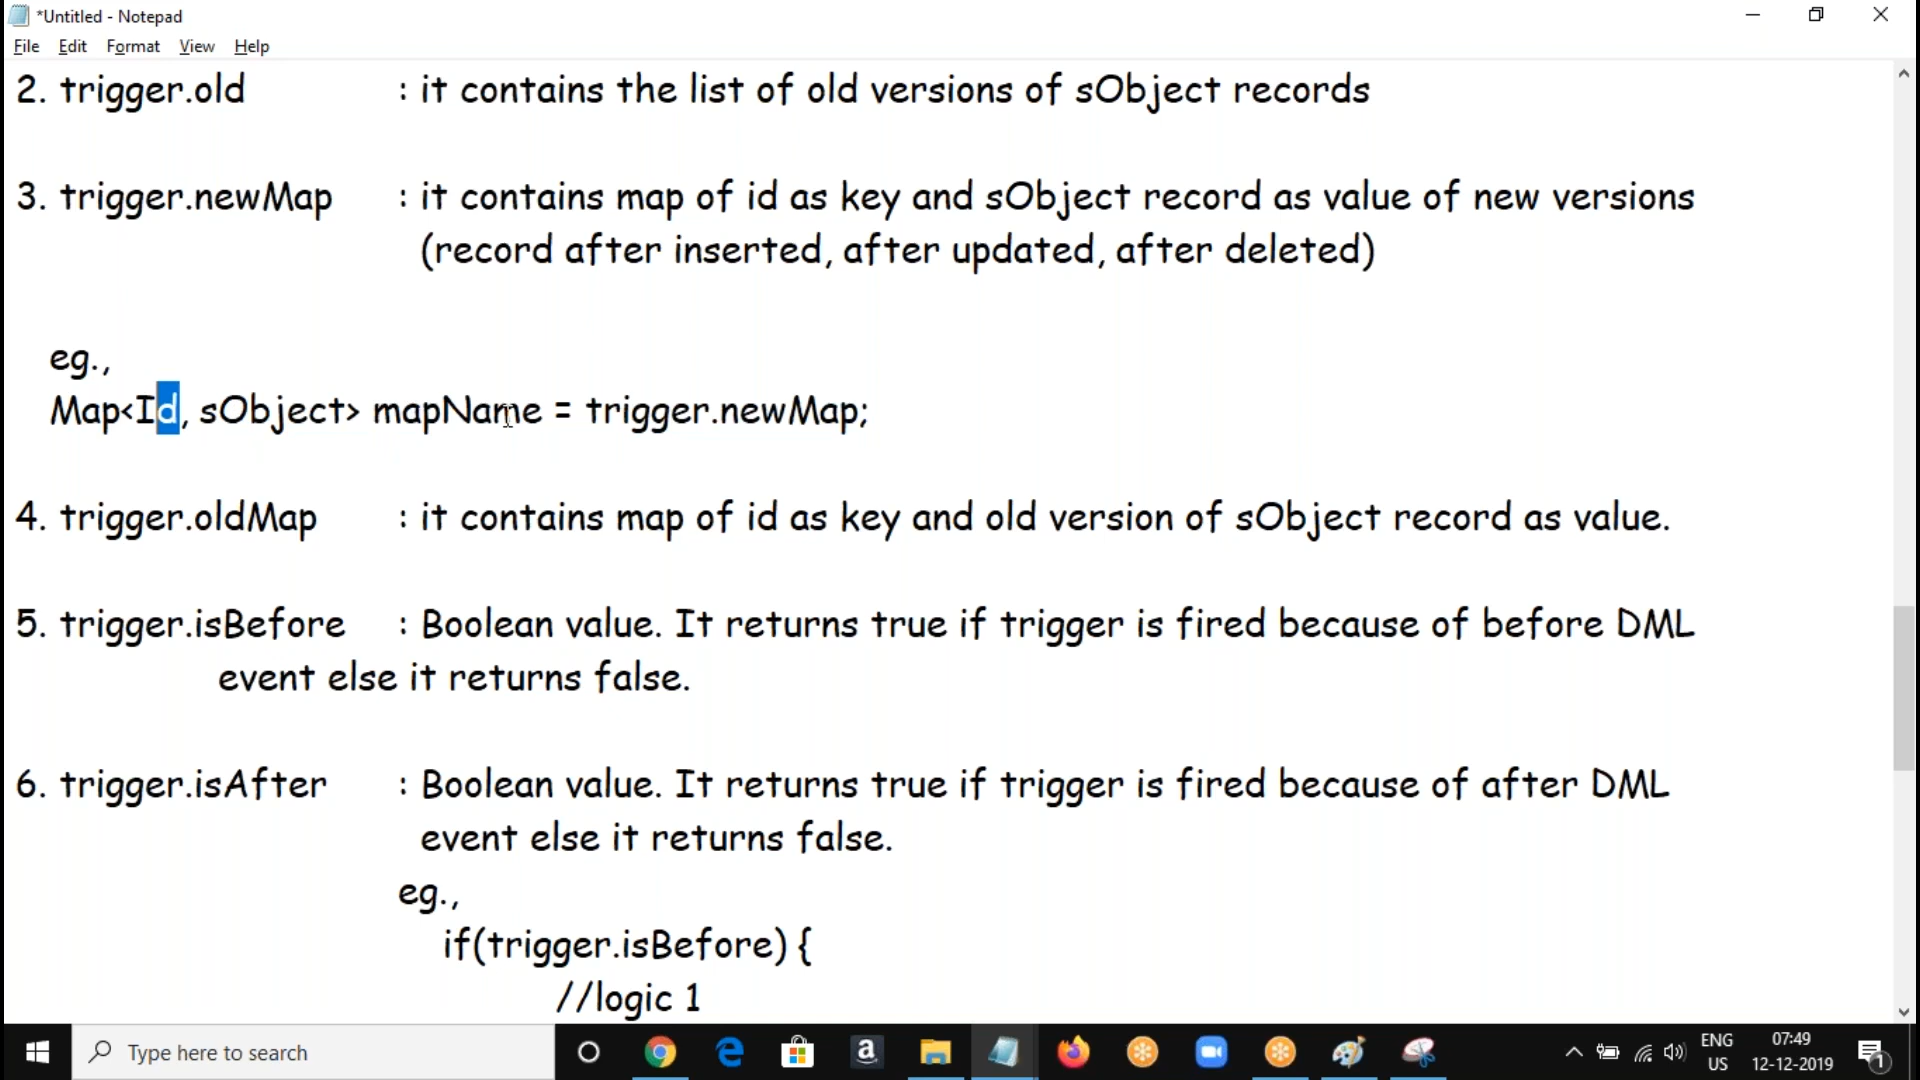 *Untitled - Notepad
File Edit Format View Help
2. trigger.old : it contains the list of old versions of sObject records
3. trigger.newMap : it contains map of id as key and sObject record as value of new versions
(record after inserted, after updated, after deleted)
eg.,
Map<Id, sObject> mapName = trigger.newMap;
4. trigger.oldMap : it contains map of id as key and old version of sObject record as value.
5. trigger.isBefore : Boolean value. It returns true if trigger is fired because of before DML
event else it returns false.
6. trigger.isAfter : Boolean value. It returns true if trigger is fired because of after DML
event else it returns false.
eg.,
if(trigger.isBefore) {
//logic 1
Type here to search
a
ENG
US
07:49
12-12-2019
1